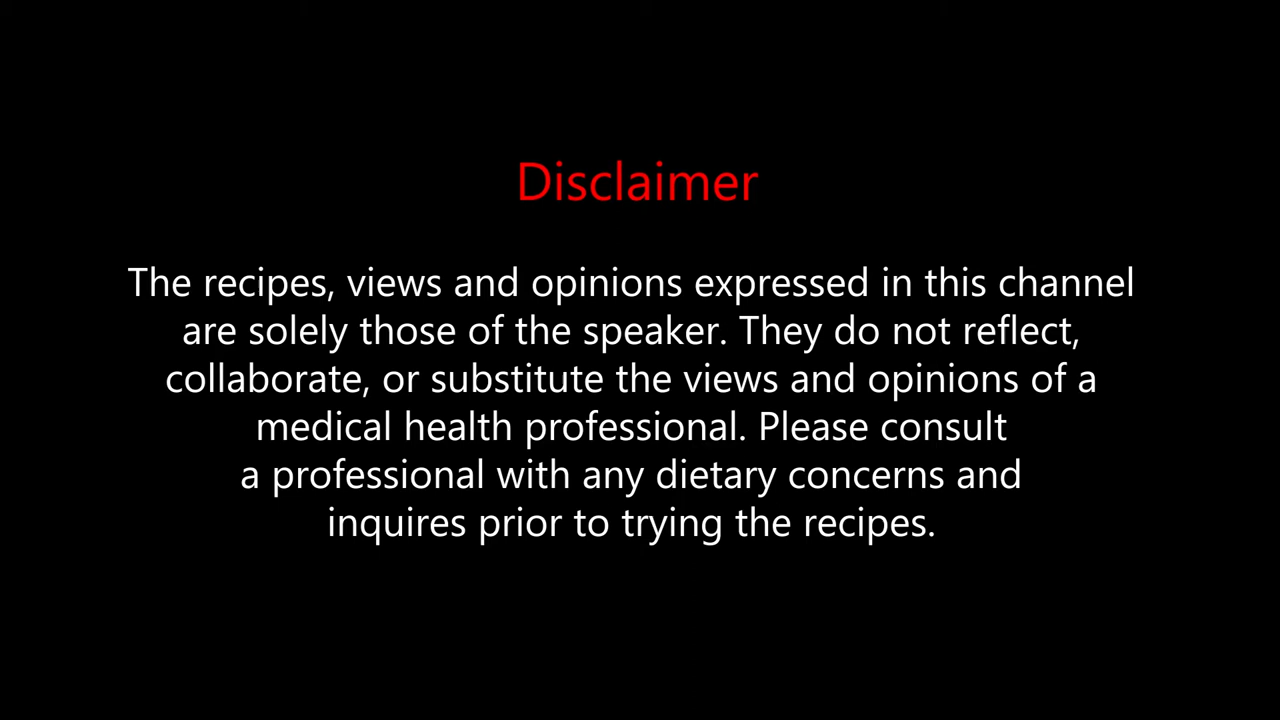 Disclaimer
The recipes, views and opinions expressed in this channel
are solely those of the speaker. They do not reflect,
collaborate, or substitute the views and opinions of a
medical health professional. Please consult
a professional with any dietary concerns and
inquires prior to trying the recipes.